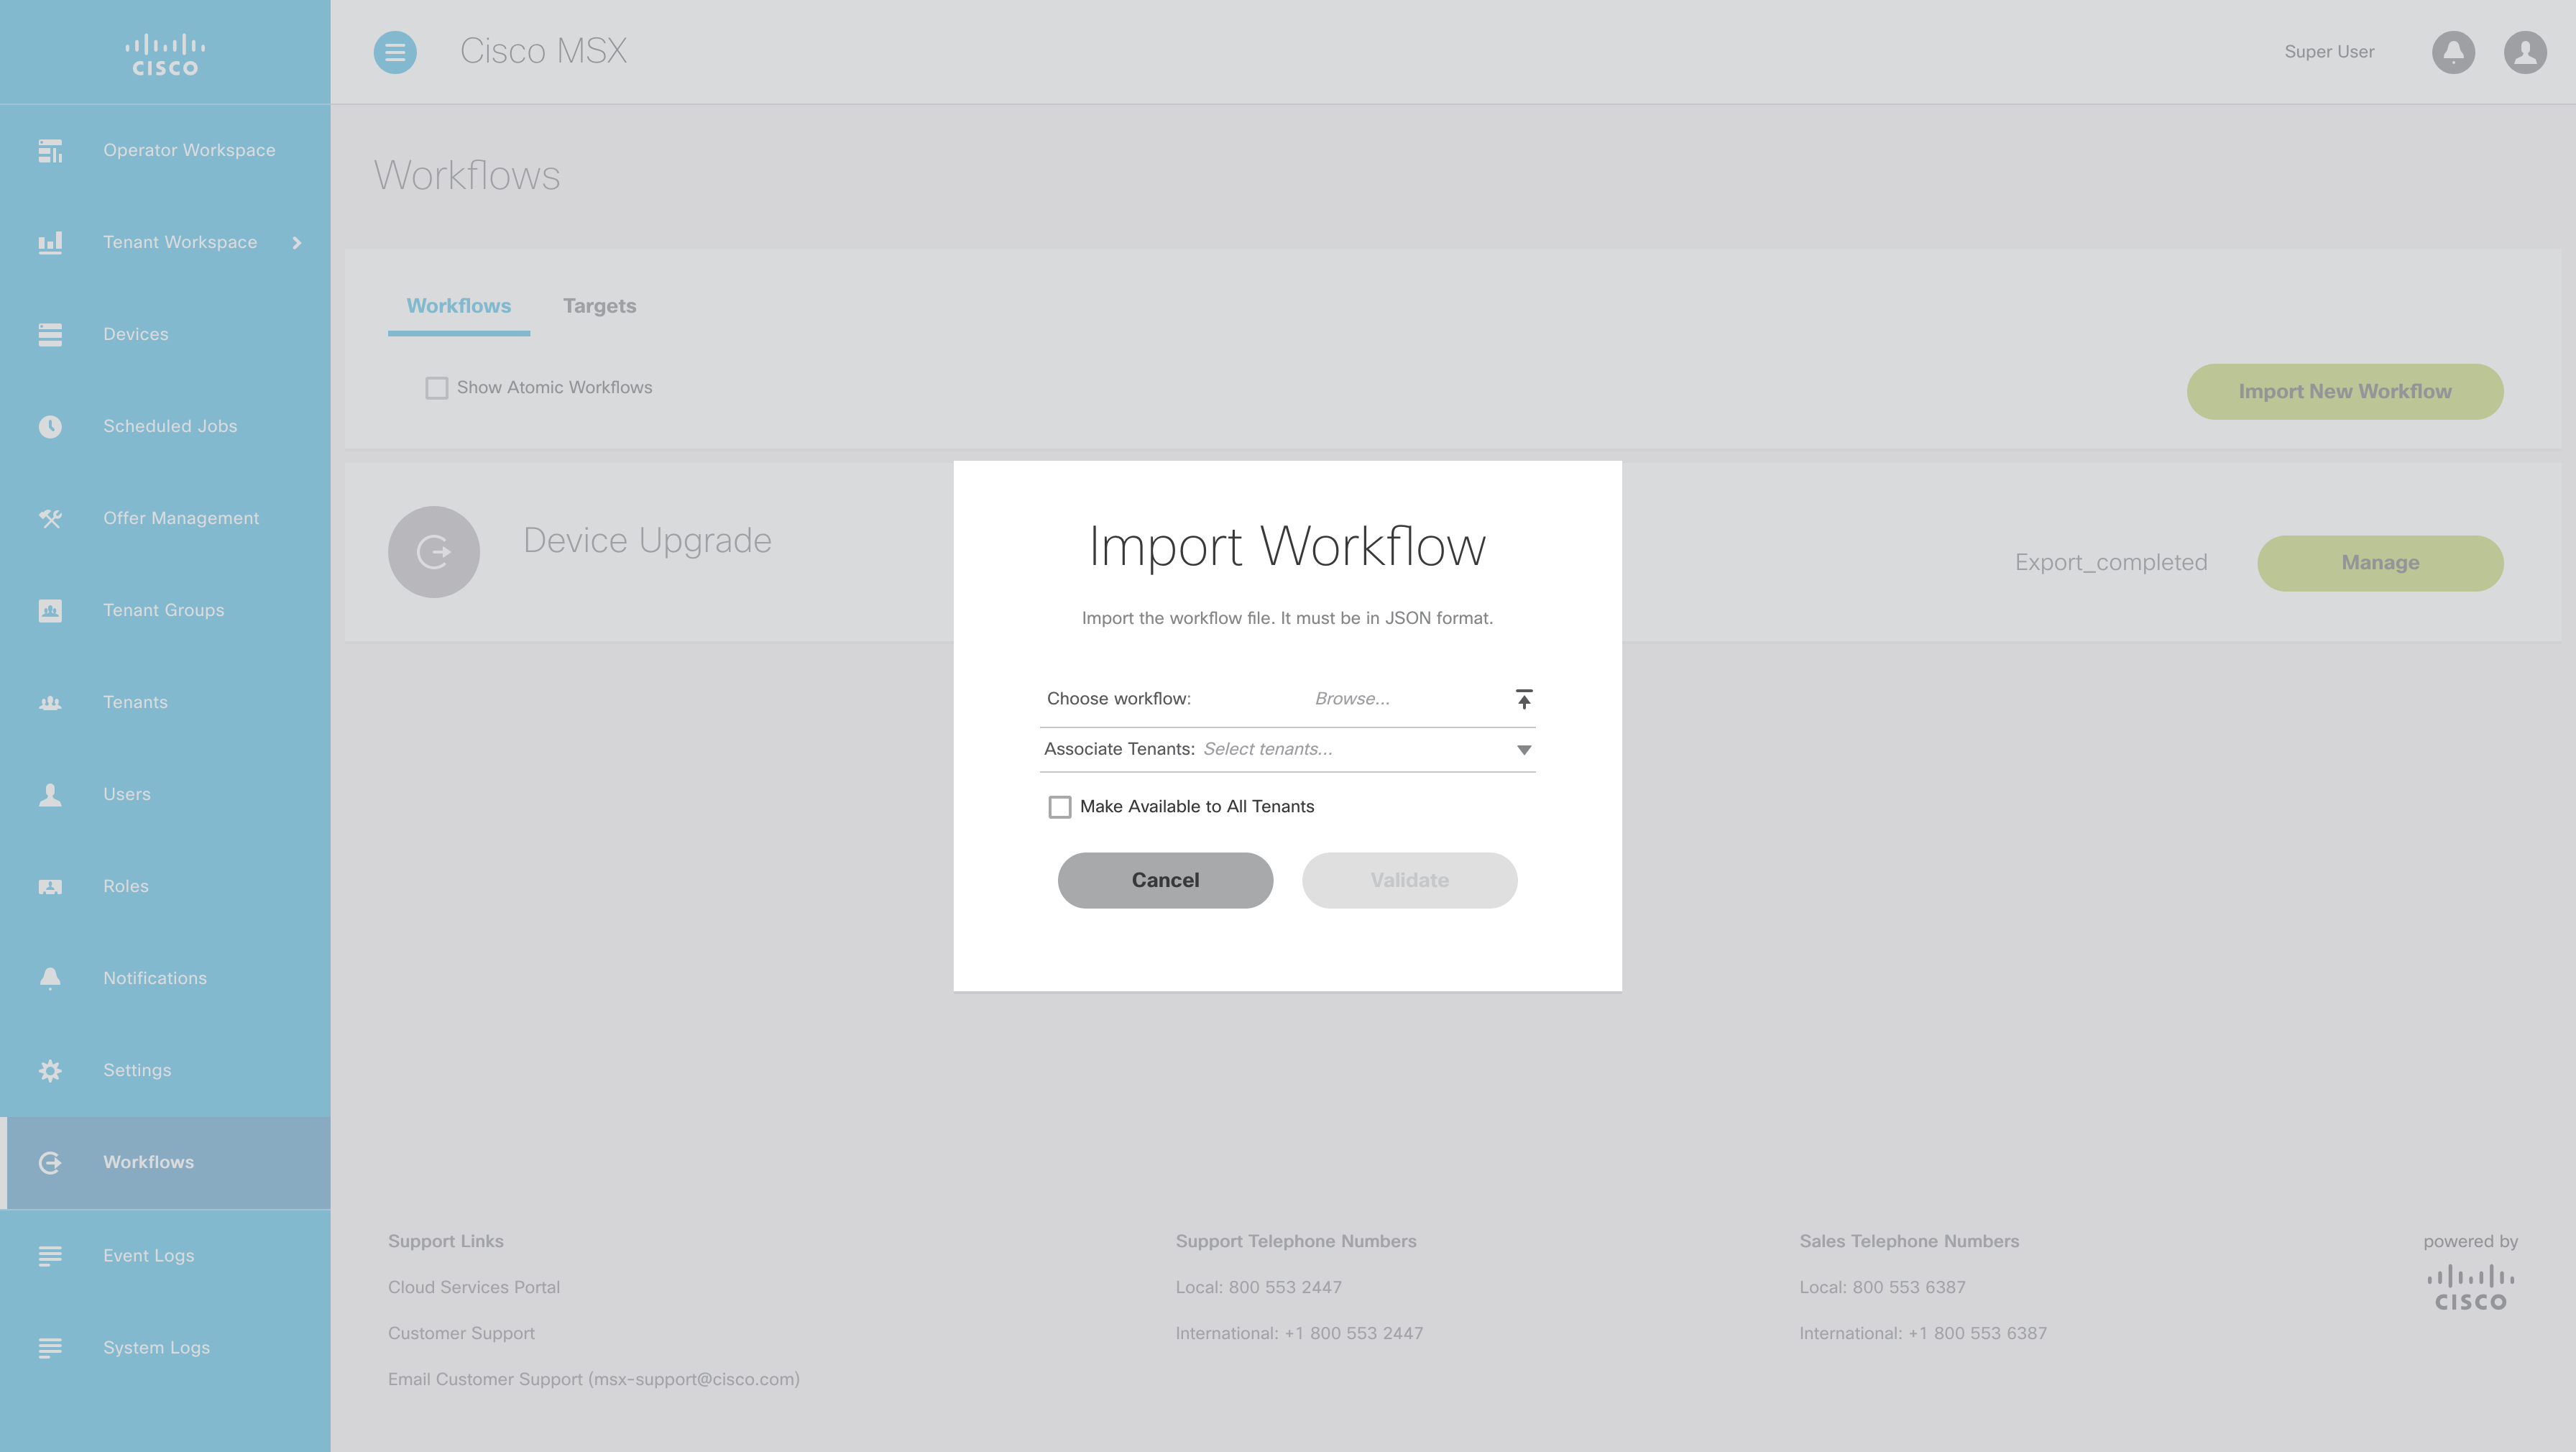 CISCO
Cisco MSX
Super User
Operator Workspace
Tenant Workspace
Devices
Scheduled Jobs
Offer Management
Tenant Groups
Tenants
Users
Roles
Notifications
Settings
Workflows
Event Logs
System Logs
Workflows
Workflows
Targets
Show Atomic Workflows
Import New Workflow
Device Upgrade
Export_completed
Manage
Import Workflow
Import the workflow file. It must be in JSON format.
Choose workflow: Browse...
Associate Tenants: Select tenants...
Make Available to All Tenants
Cancel
Validate
Support Links
Cloud Services Portal
Customer Support
Email Customer Support (msx-support@cisco.com)
Support Telephone Numbers
Local: 800 553 2447
International: +1 800 553 2447
Sales Telephone Numbers
Local: 800 553 6387
International: +1 800 553 6387
powered by
CISCO